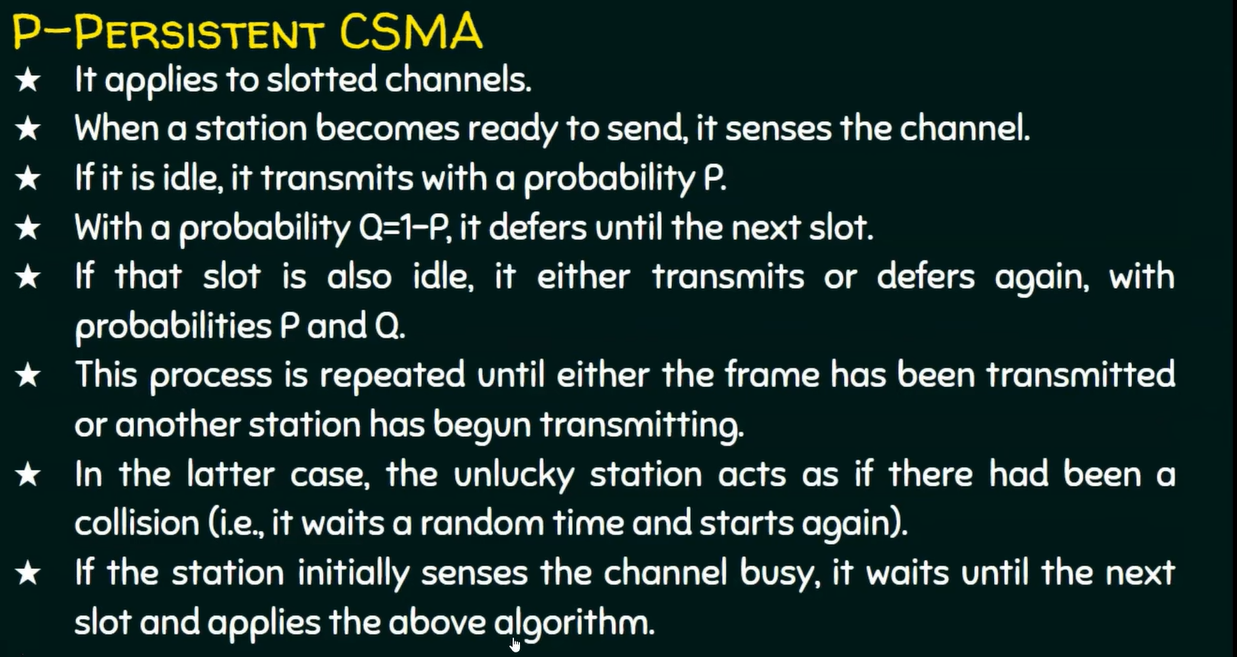 P-Persistent CSMA
★ It applies to slotted channels.
★ When a station becomes ready to send, it senses the channel.
★ If it is idle, it transmits with a probability P.
★ With a probability Q=1-P, it defers until the next slot.
★ If that slot is also idle, it either transmits or defers again, with
probabilities P and Q.
★ This process is repeated until either the frame has been transmitted
or another station has begun transmitting.
★ In the latter case, the unlucky station acts as if there had been a
collision (i.e., it waits a random time and starts again).
★ If the station initially senses the channel busy, it waits until the next
slot and applies the above algorithm.